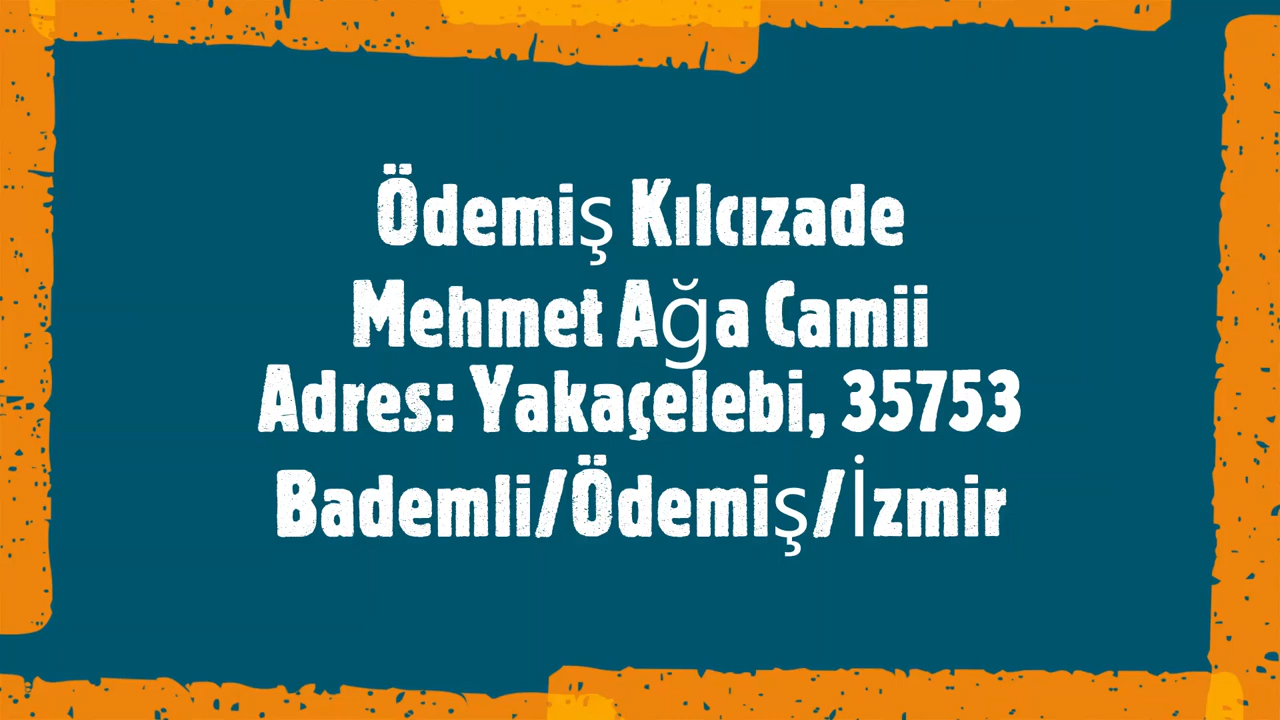 Ödemiş Kılcızade
Mehmet Ağa Camii
Adres: Yakaçelebi, 35753
Bademli/Ödemiş/İzmir